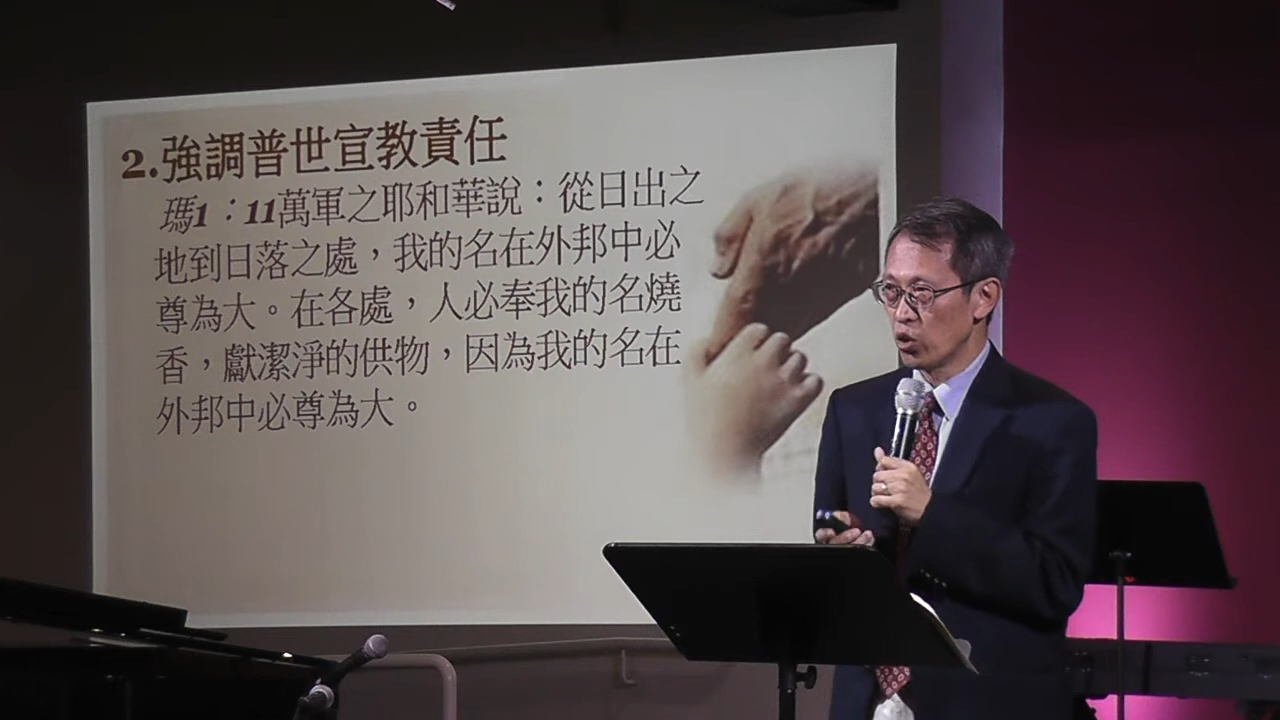 2.強調普世宣教責任
瑪1：11萬軍之耶和華說：從日出之
地到日落之處，我的名在外邦中必
尊為大。在各處，人必奉我的名燒
香，獻潔淨的供物，因為我的名在
外邦中必尊為大。